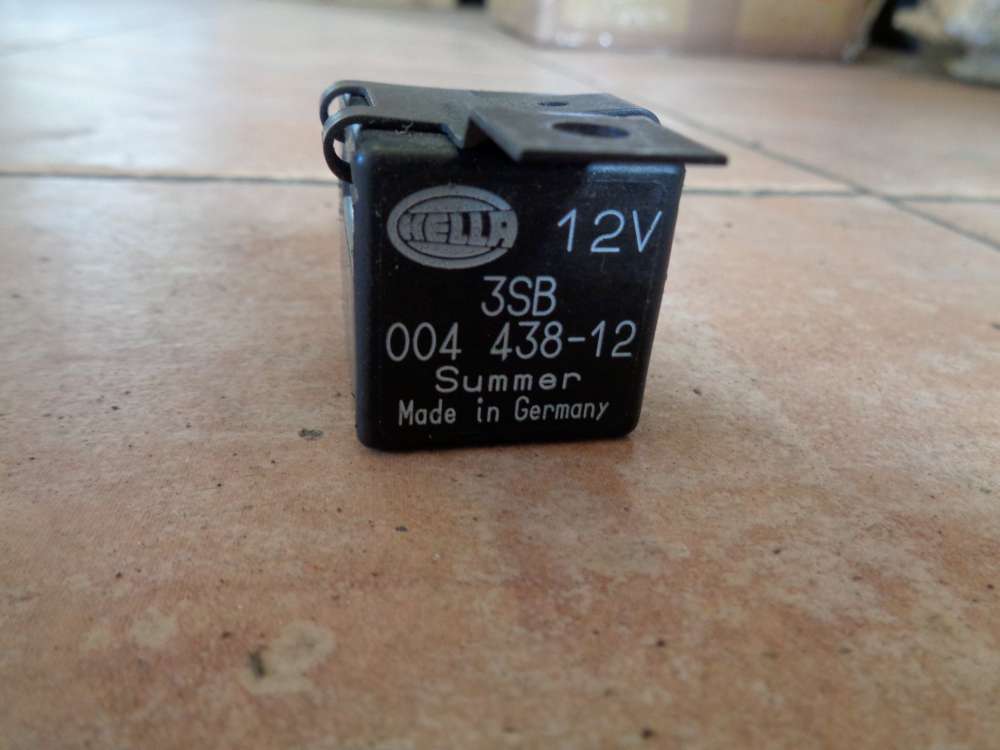 HELLA 12V
3SB
004 438-12
Summer
Made in Germany